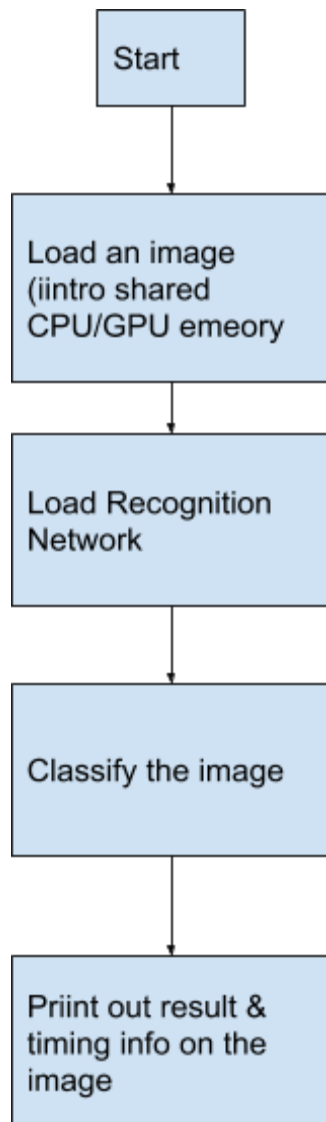 Start
Load an image
(iintro shared
CPU/GPU emeory
Load Recognition
Network
Classify the image
Priint out result &
timing info on the
image